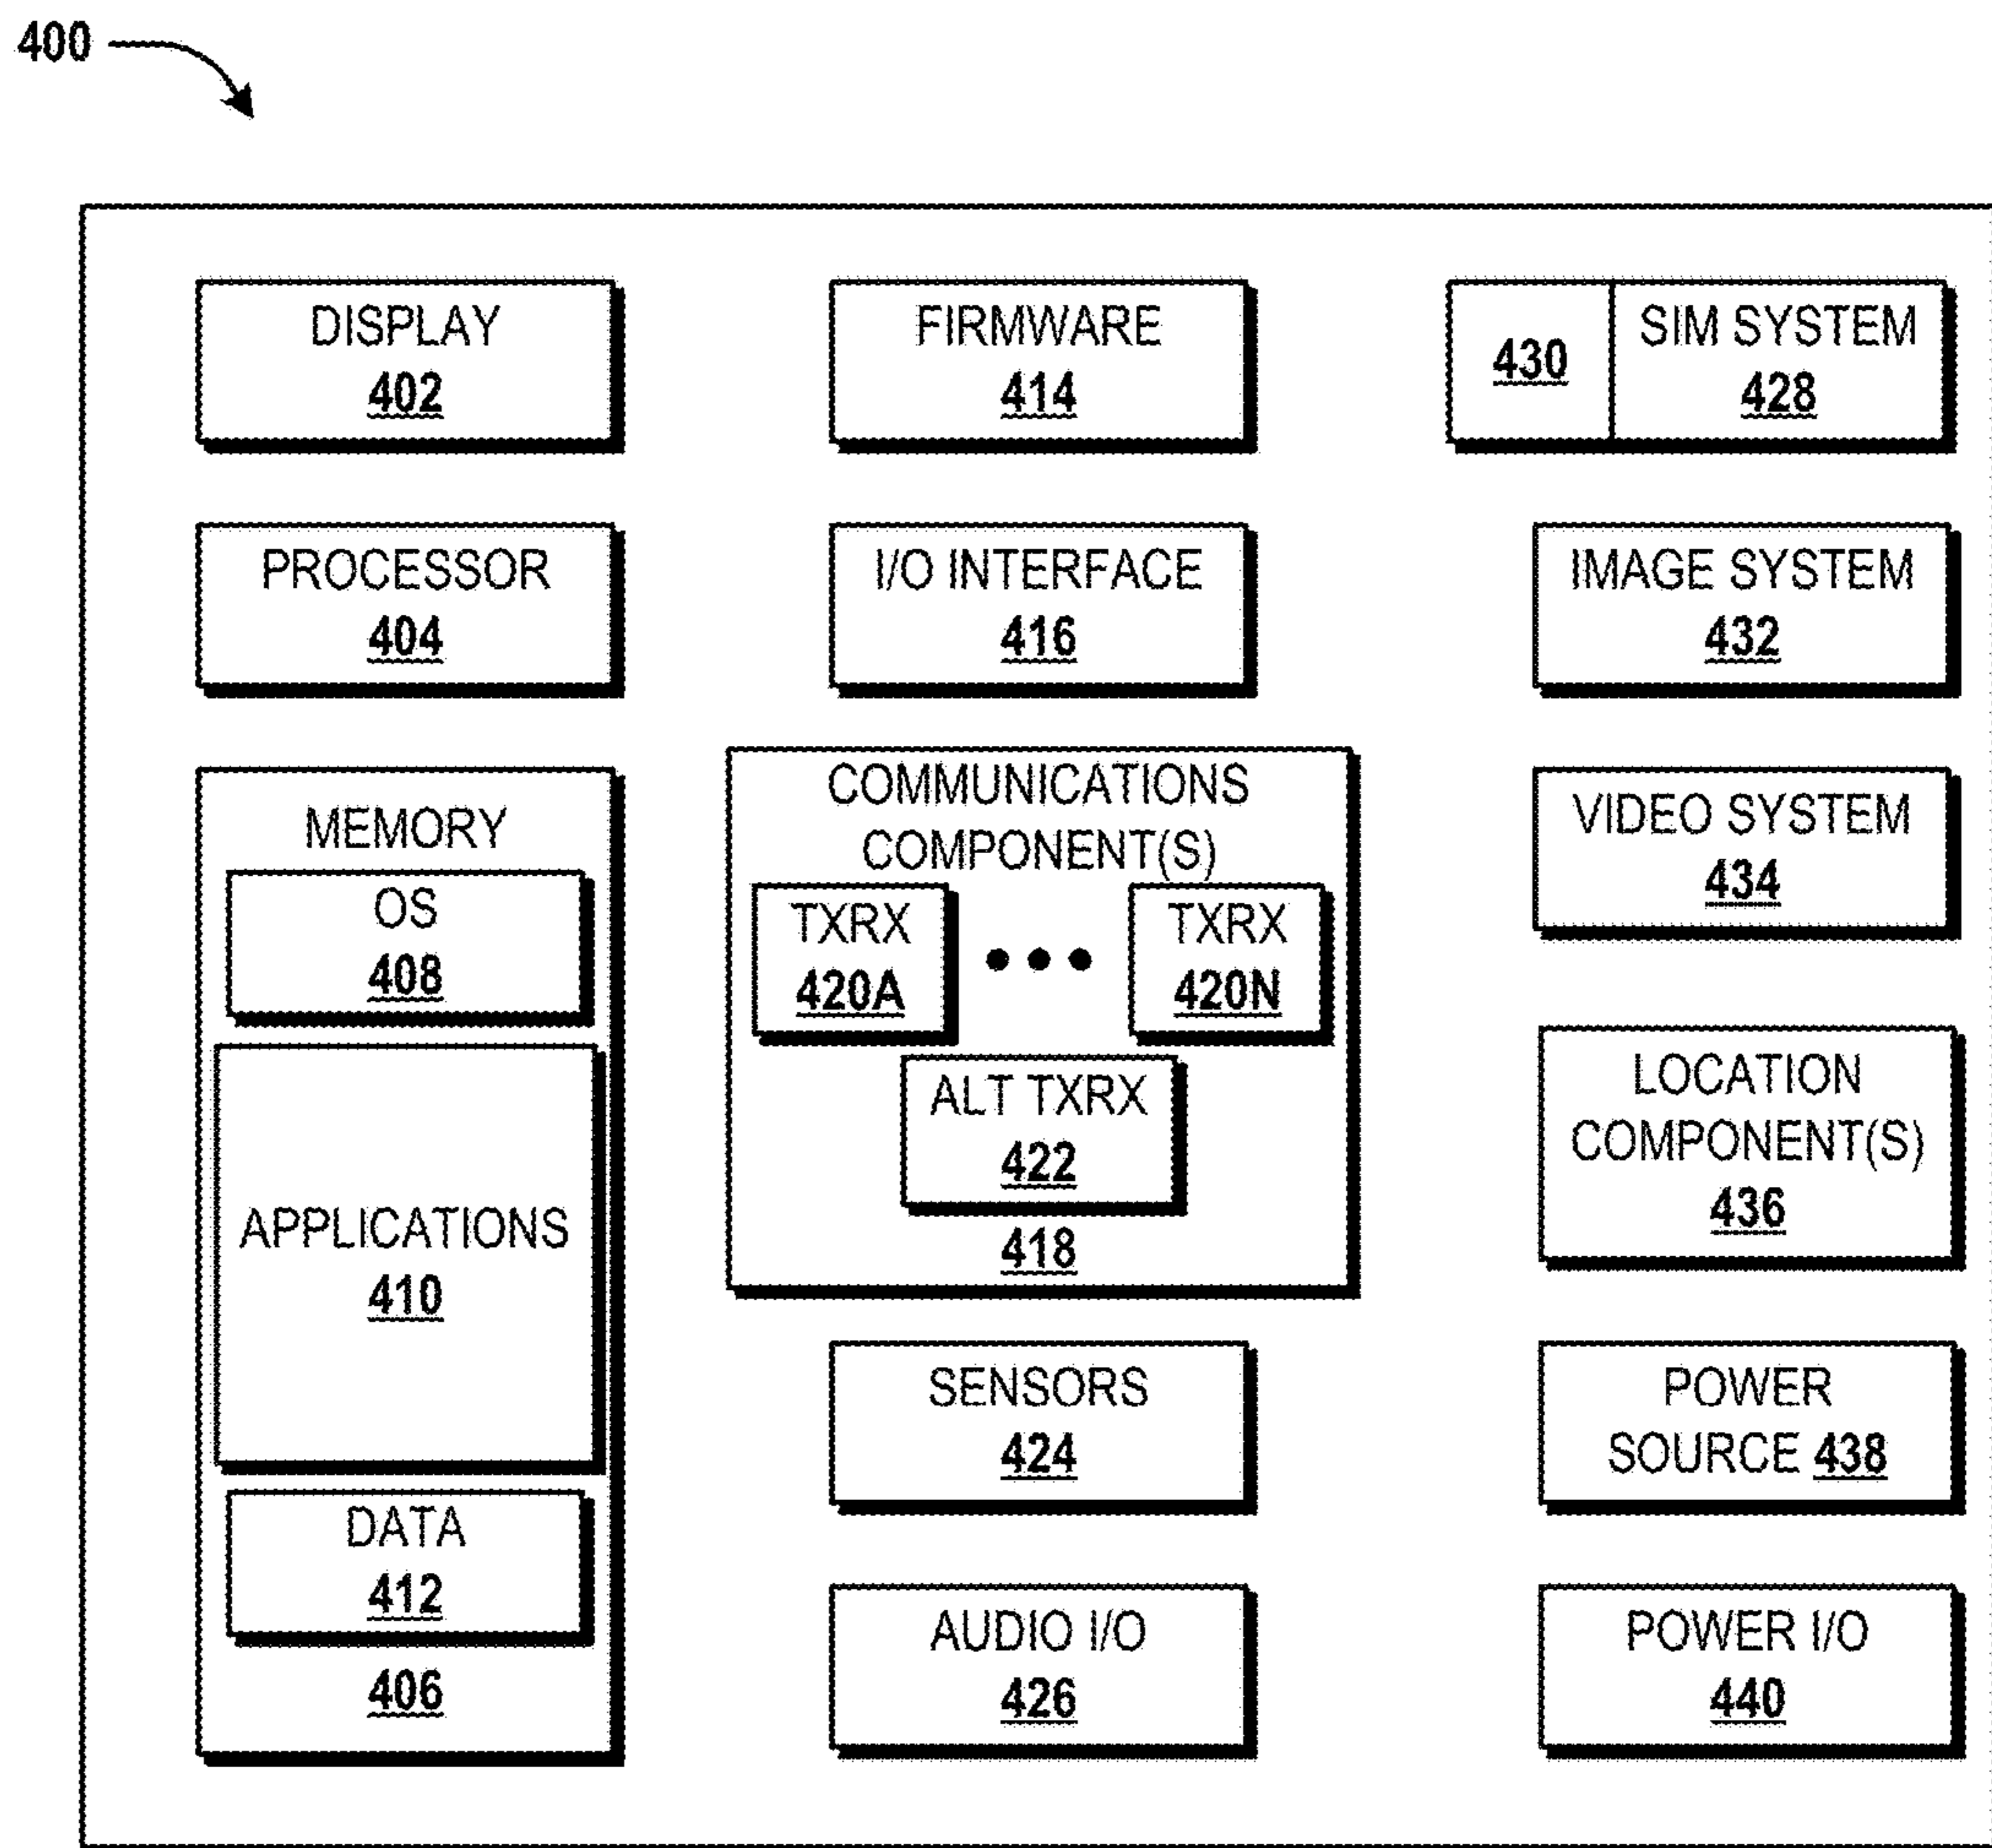 400
DISPLAY
402
PROCESSOR
404
MEMORY
OS
408
APPLICATIONS
410
DATA
412
406
FIRMWARE
414
I/O INTERFACE
416
COMMUNICATIONS
COMPONENT(S)
TXRX
420A
TXRX
420N
ALT TXRX
422
418
SENSORS
424
AUDIO I/O
426
430
SIM SYSTEM
428
IMAGE SYSTEM
432
VIDEO SYSTEM
434
LOCATION
COMPONENT(S)
436
POWER
SOURCE 438
POWER I/O
440